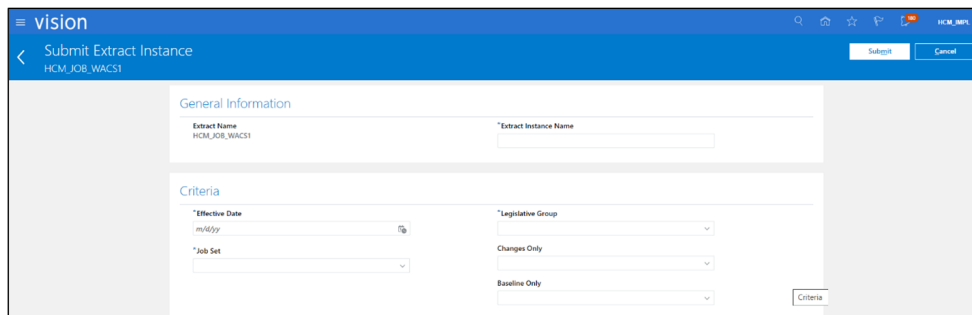 vision
180
HCM_IMPL
Submit Extract Instance
HCM_JOB_WACS1
Submit
Cancel
General Information
Extract Name
HCM_JOB_WACS1
*Extract Instance Name
Criteria
*Effective Date
m/d/yy
*Legislative Group
*Job Set
Changes Only
Baseline Only
Criteria